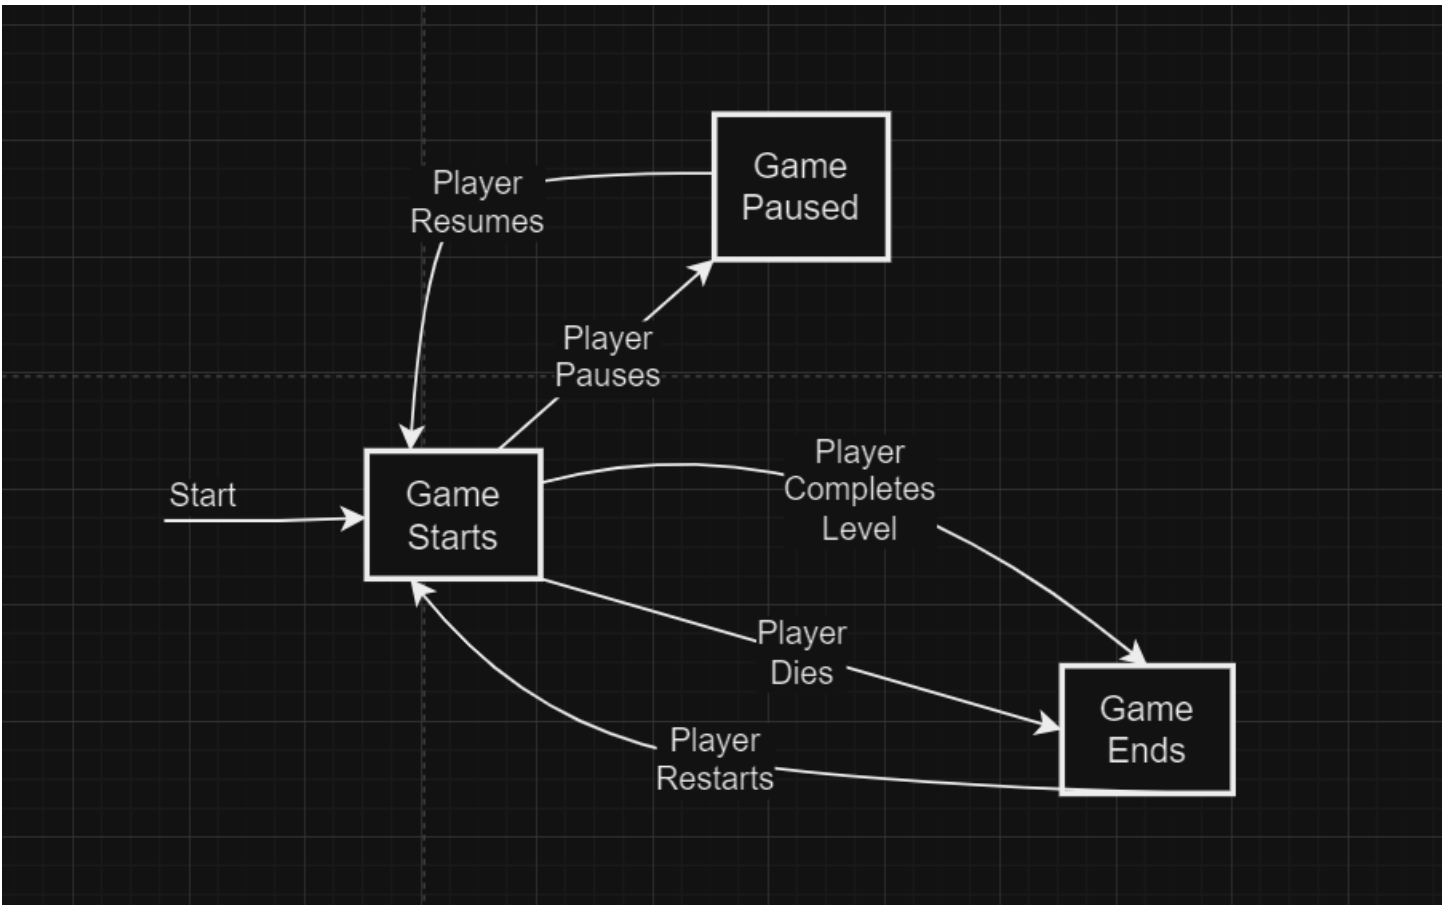 Game
Paused
Player
Resumes
Player
Pauses
Player
Completes
Level
Start
Game
Starts
Player
Dies
Game
Ends
Player
Restarts